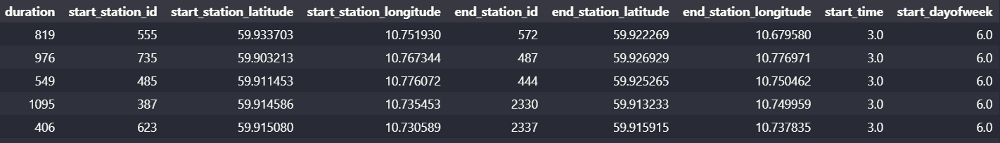 duration start_station_id start_station_latitude start_station_longitude end_station_id end_station_latitude end_station_longitude start_time start_dayofweek
819 555 59.933703 10.751930 572 59.922269 10.679580 3.0 6.0
976 735 59.903213 10.767344 487 59.926929 10.776971 3.0 6.0
549 485 59.911453 10.776072 444 59.925265 10.750462 3.0 6.0
1095 387 59.914586 10.735453 2330 59.913233 10.749959 3.0 6.0
406 623 59.915080 10.730589 2337 59.915915 10.737835 3.0 6.0